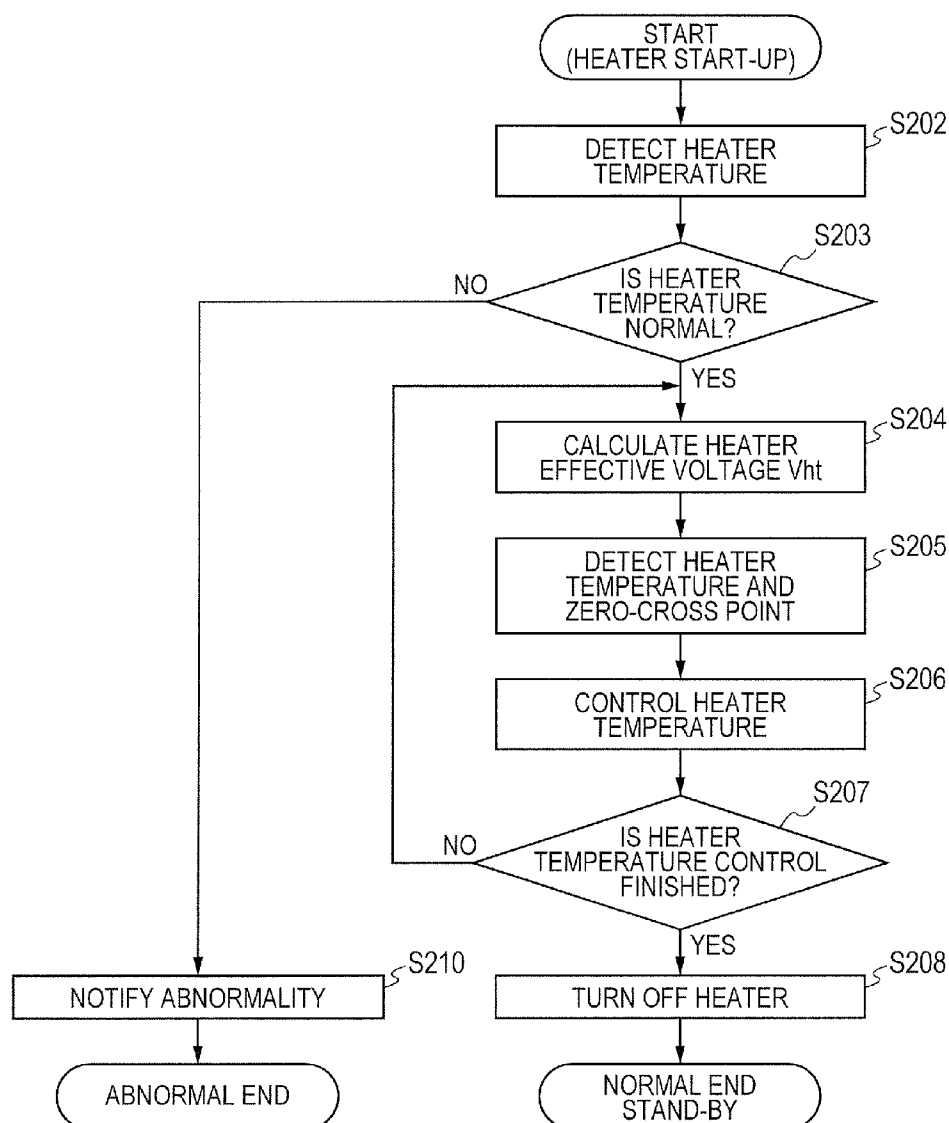 START
(HEATER START-UP)
S202
DETECT HEATER
TEMPERATURE
S203
NO
IS HEATER
TEMPERATURE
NORMAL?
YES
S204
CALCULATE HEATER
EFFECTIVE VOLTAGE Vht
S205
DETECT HEATER
TEMPERATURE AND
ZERO-CROSS POINT
S206
CONTROL HEATER
TEMPERATURE
S207
NO
IS HEATER
TEMPERATURE CONTROL
FINISHED?
YES
S210
NOTIFY ABNORMALITY
S208
TURN OFF HEATER
ABNORMAL END
NORMAL END
STAND-BY